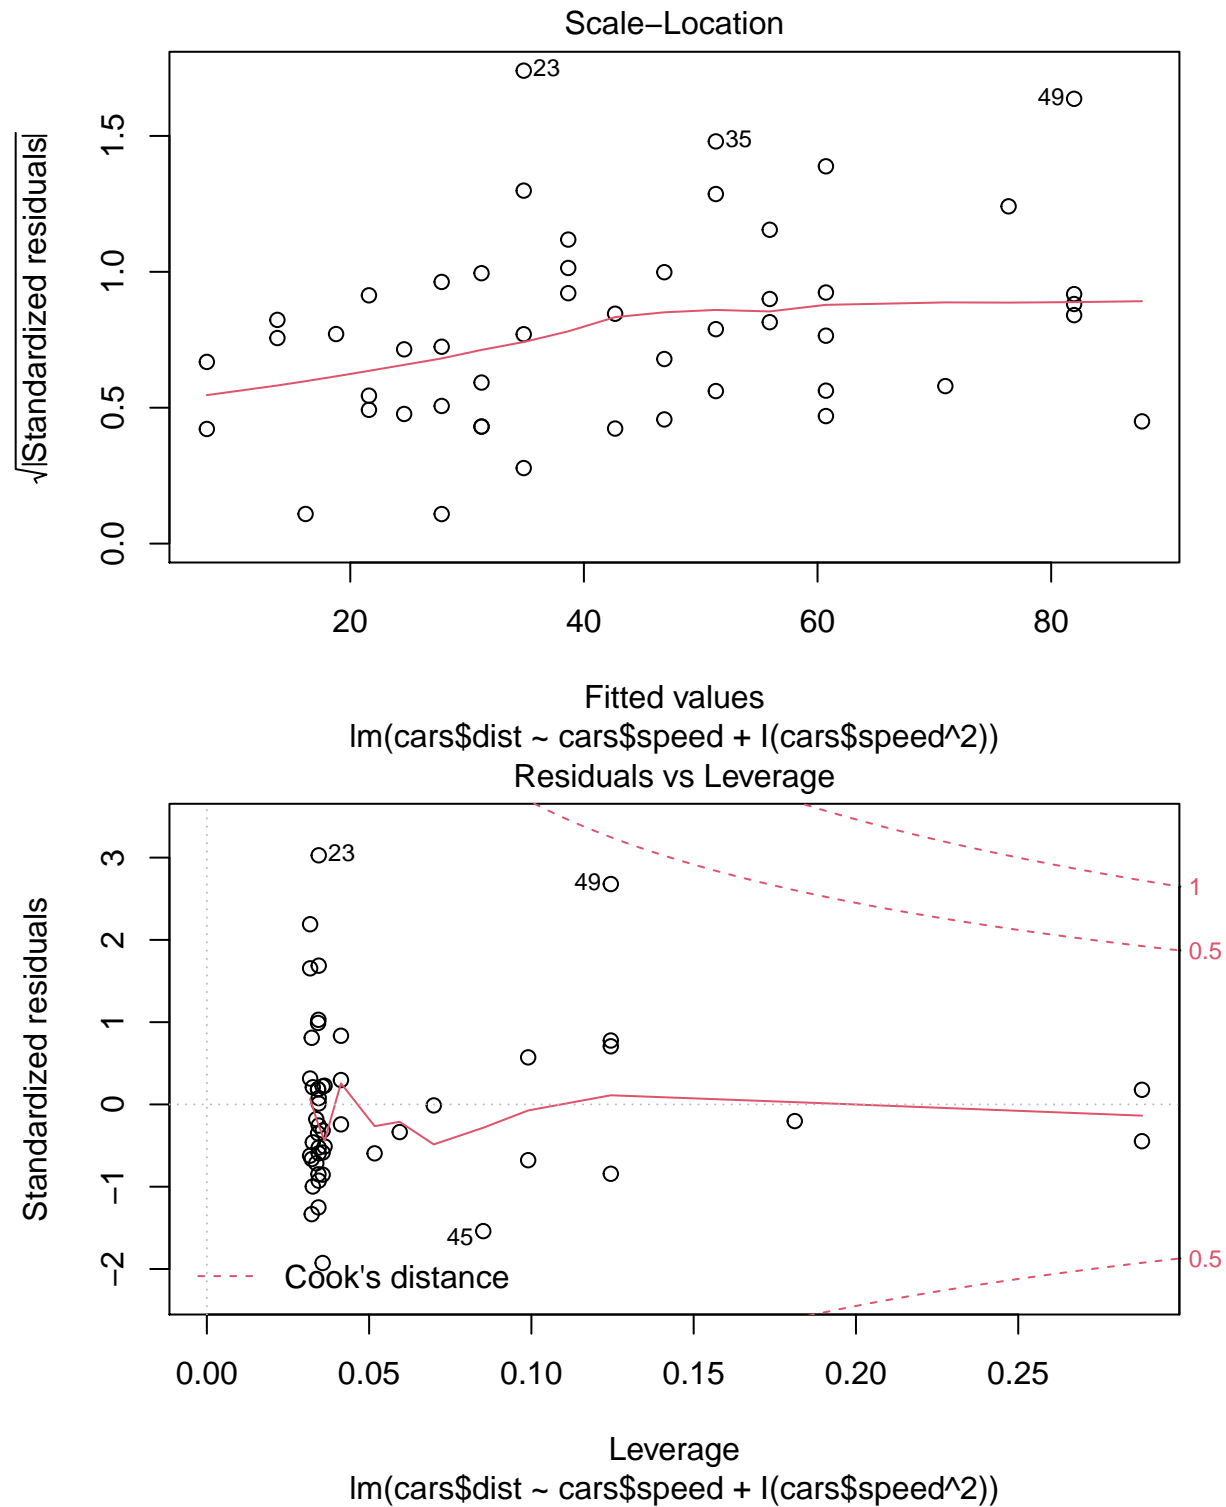 Scale−Location
√|Standardized residuals|
0.0 0.5 1.0 1.5
23
49
35
20 40 60 80
Fitted values
lm(cars$dist ~ cars$speed + I(cars$speed^2))
Residuals vs Leverage
Standardized residuals
−2 −1 0 1 2 3
23
49
45
1
0.5
0.5
Cook's distance
0.00 0.05 0.10 0.15 0.20 0.25
Leverage
lm(cars$dist ~ cars$speed + I(cars$speed^2))